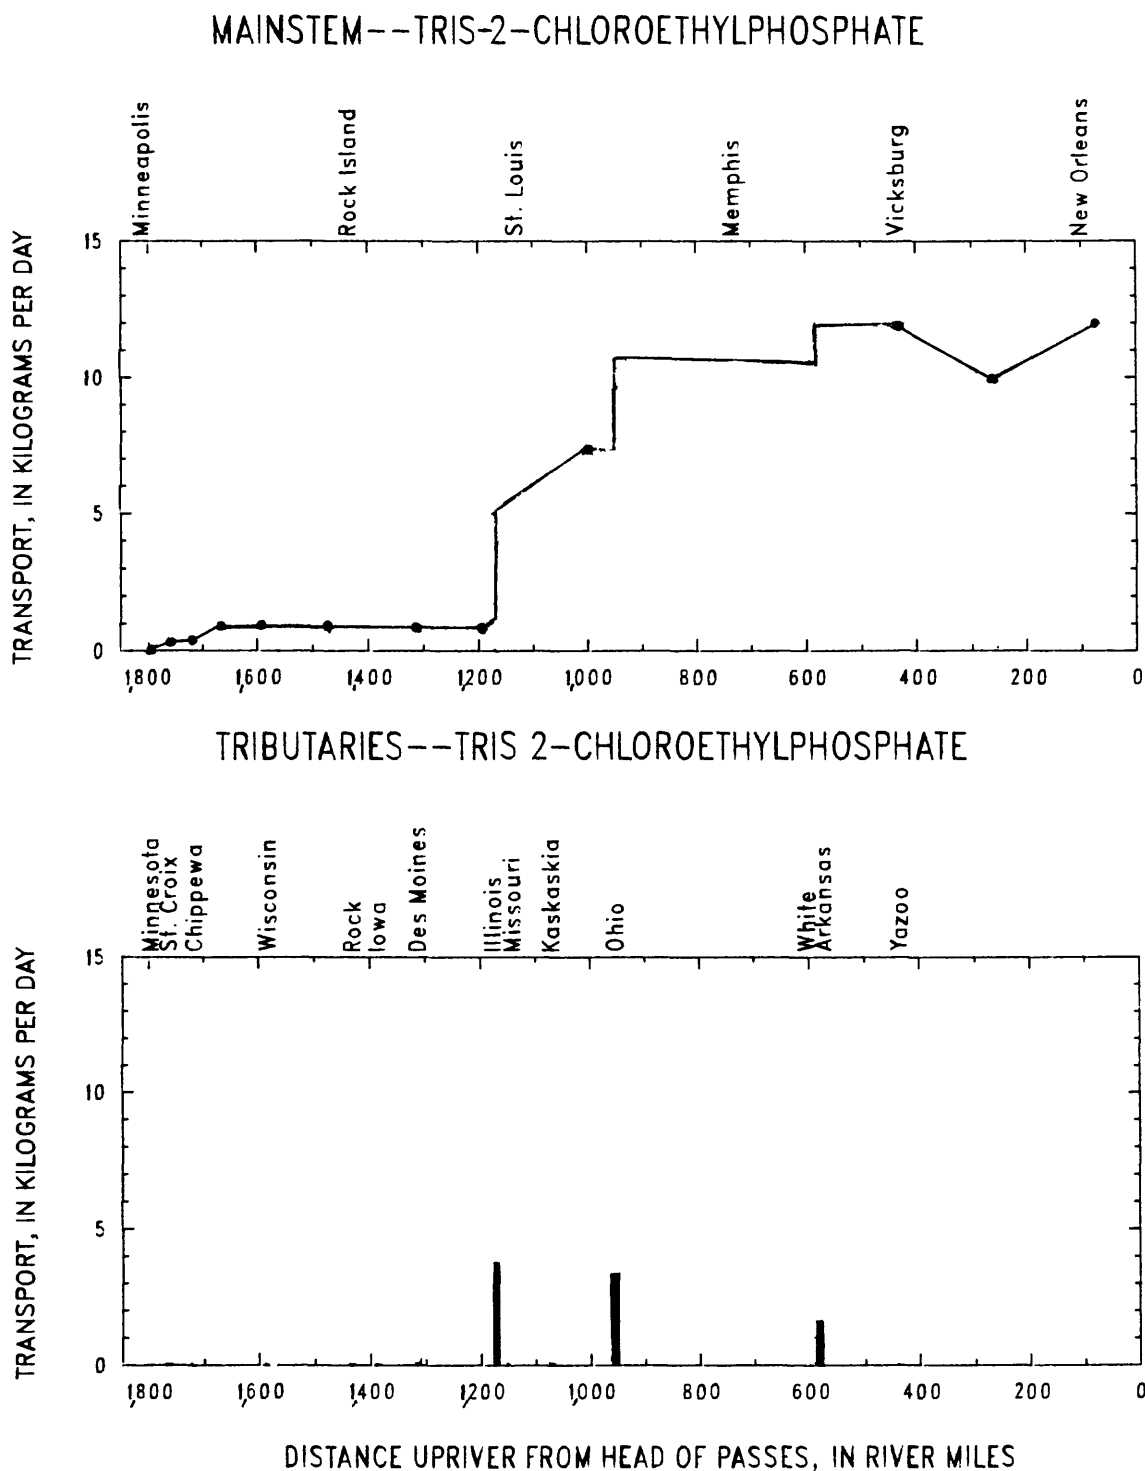 MAINSTEM--TRIS-2-CHLOROETHYLPHOSPHATE
Minneapolis
Rock Island
St. Louis
Memphis
Vicksburg
New Orleans
TRANSPORT, IN KILOGRAMS PER DAY
15
10
5
0
1,800 1,600 1,400 1,200 1,000 800 600 400 200 0
TRIBUTARIES--TRIS 2-CHLOROETHYLPHOSPHATE
Minnesota
St. Croix
Chippewa
Wisconsin
Rock
Iowa
Des Moines
Illinois
Missouri
Kaskaskia
Ohio
White
Arkansas
Yazoo
TRANSPORT, IN KILOGRAMS PER DAY
15
10
5
0
1,800 1,600 1,400 1,200 1,000 800 600 400 200 0
DISTANCE UPRIVER FROM HEAD OF PASSES, IN RIVER MILES